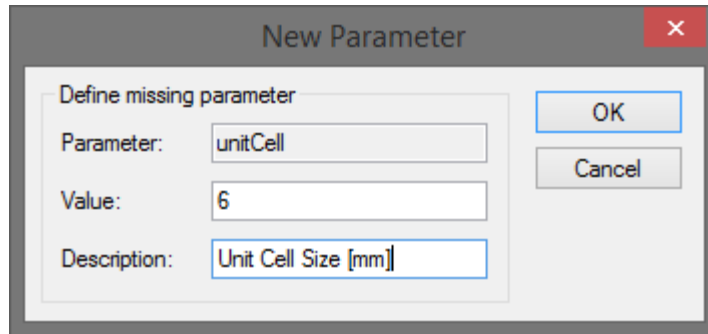 New Parameter
Define missing parameter
OK
Parameter: unitCell
Cancel
Value: 6
Description: Unit Cell Size [mm]